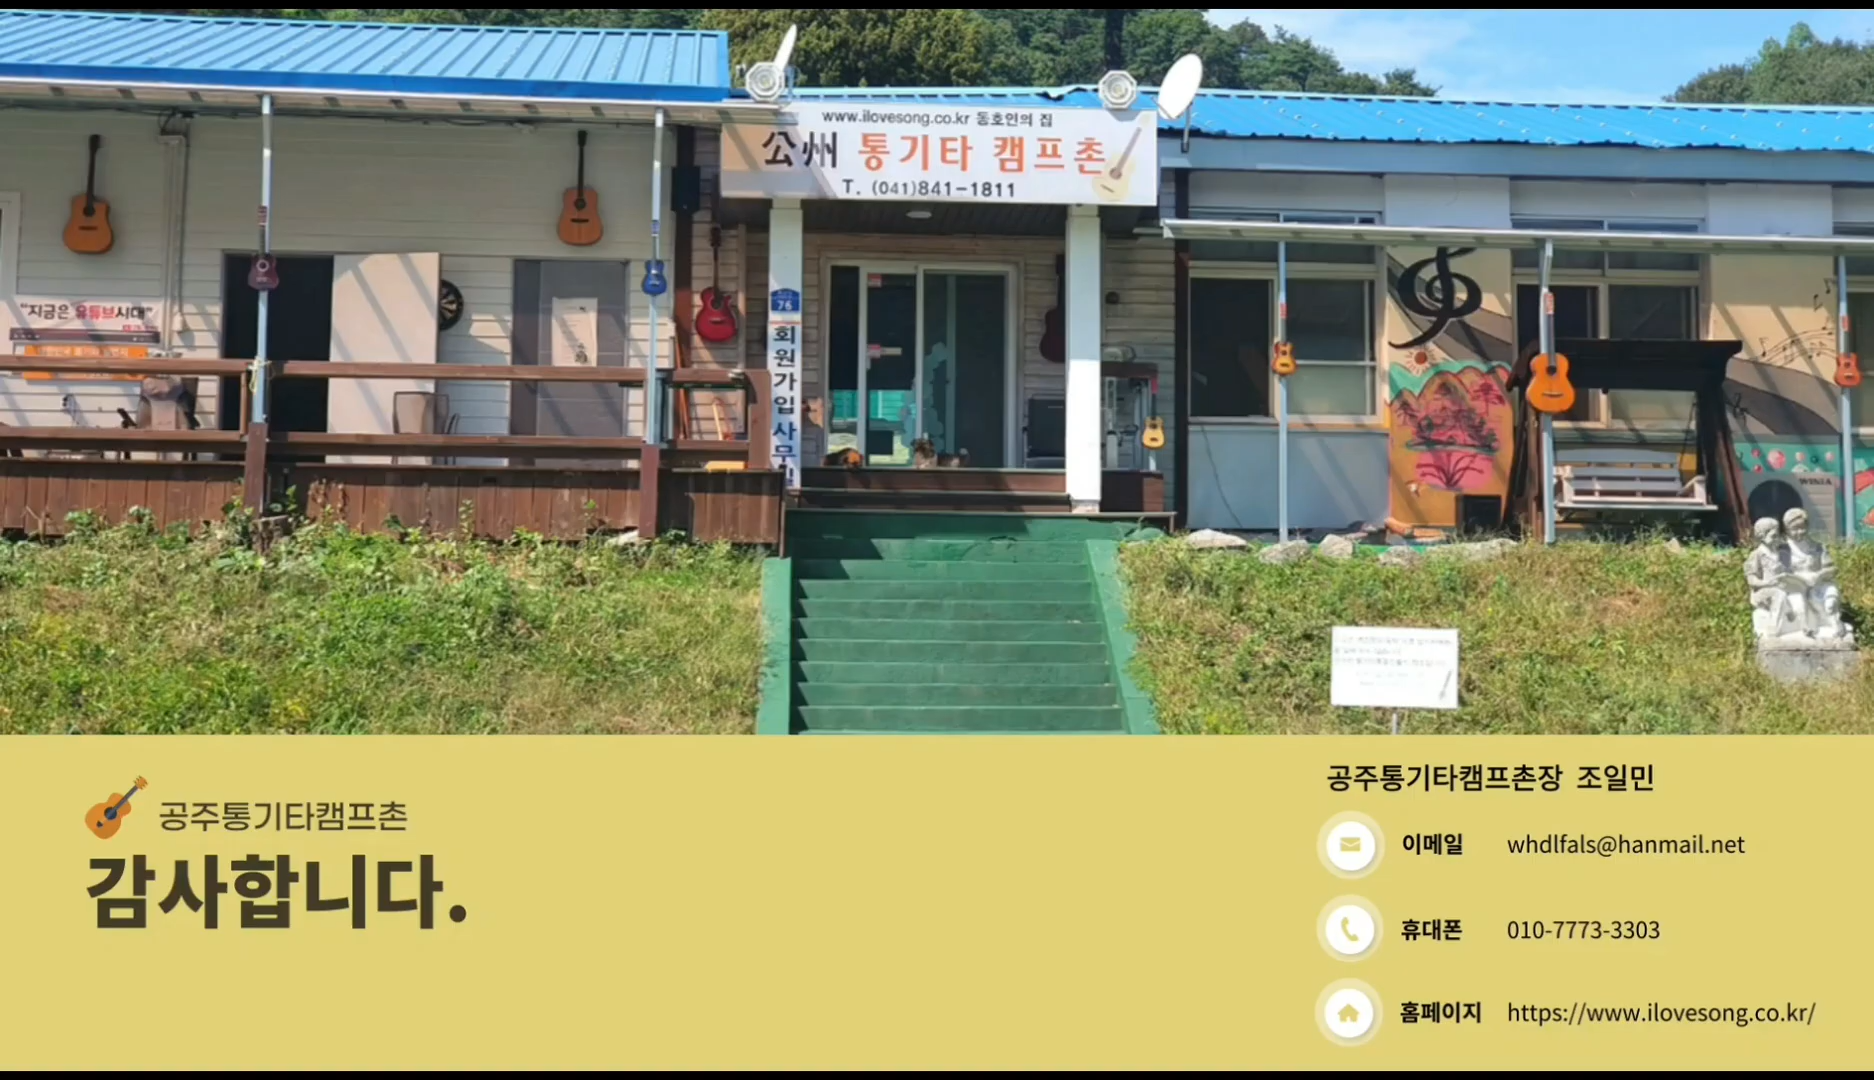 www.ilovesong.co.kr 동호인의 집
公州 통기타 캠프촌
T. (041)841-1811
"지금은 유튜브시대"
76
회원가입사무실
WINIA
공주통기타캠프촌
감사합니다.
공주통기타캠프촌장 조일민
이메일 whdlfals@hanmail.net
휴대폰 010-7773-3303
홈페이지 https://www.ilovesong.co.kr/